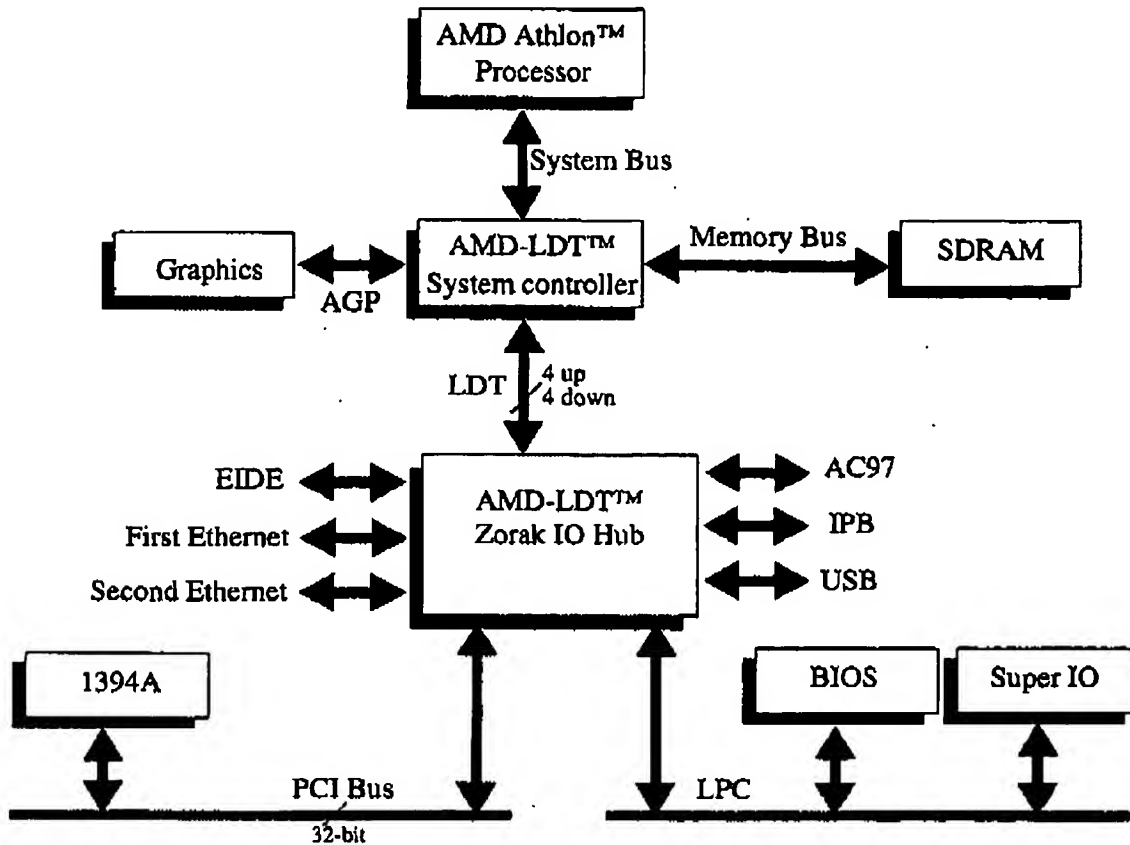 AMD Athlon™
Processor
System Bus
Graphics
AGP
AMD-LDT™
System controller
Memory Bus
SDRAM
LDT
4 up
4 down
EIDE
First Ethernet
Second Ethernet
AMD-LDT™
Zorak IO Hub
AC97
IPB
USB
1394A
BIOS
Super IO
PCI Bus
32-bit
LPC